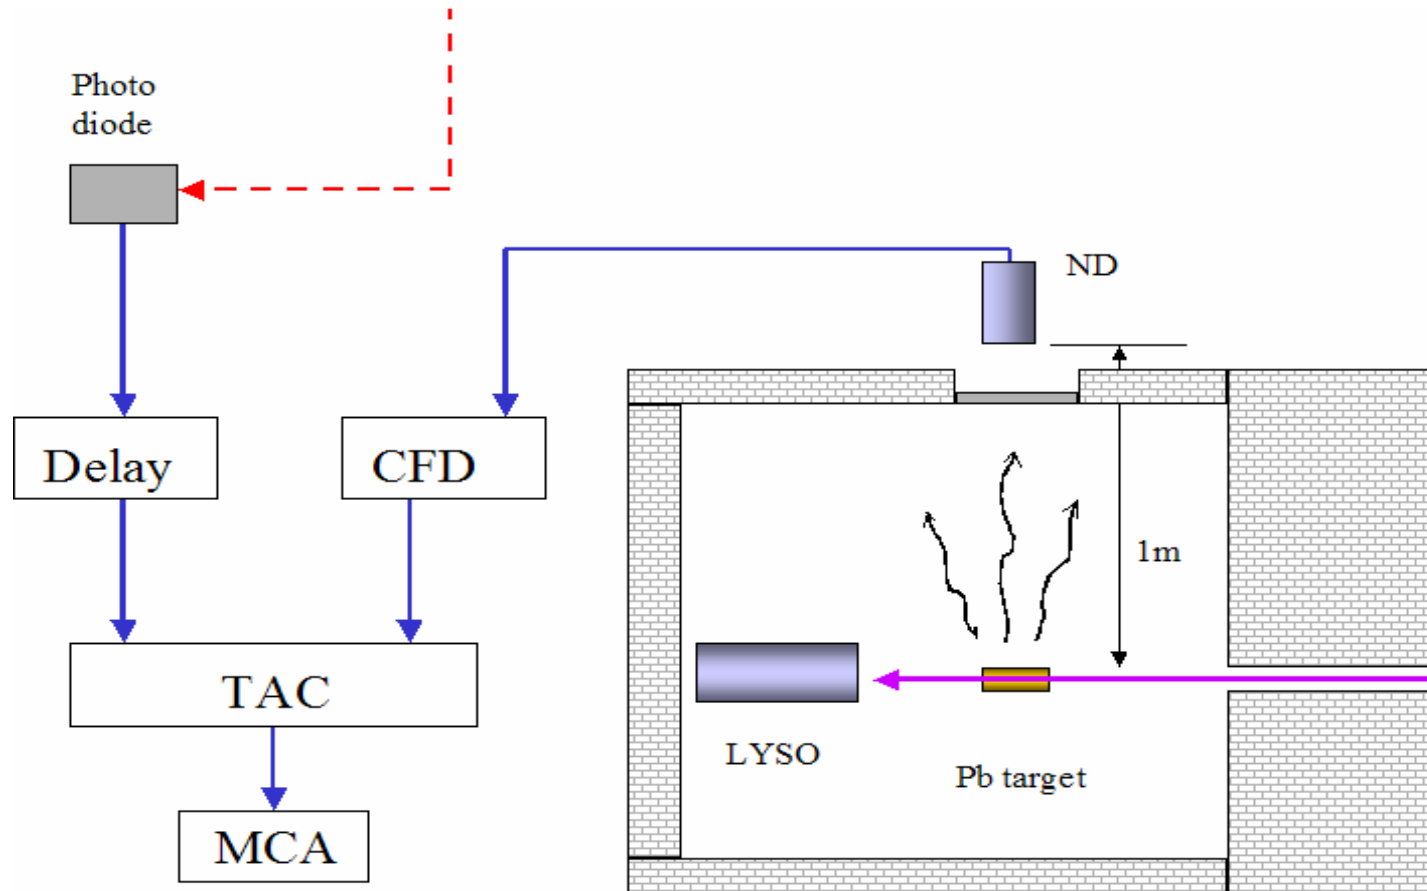 Photo
diode
ND
Delay
CFD
1m
TAC
LYSO
Pb target
MCA